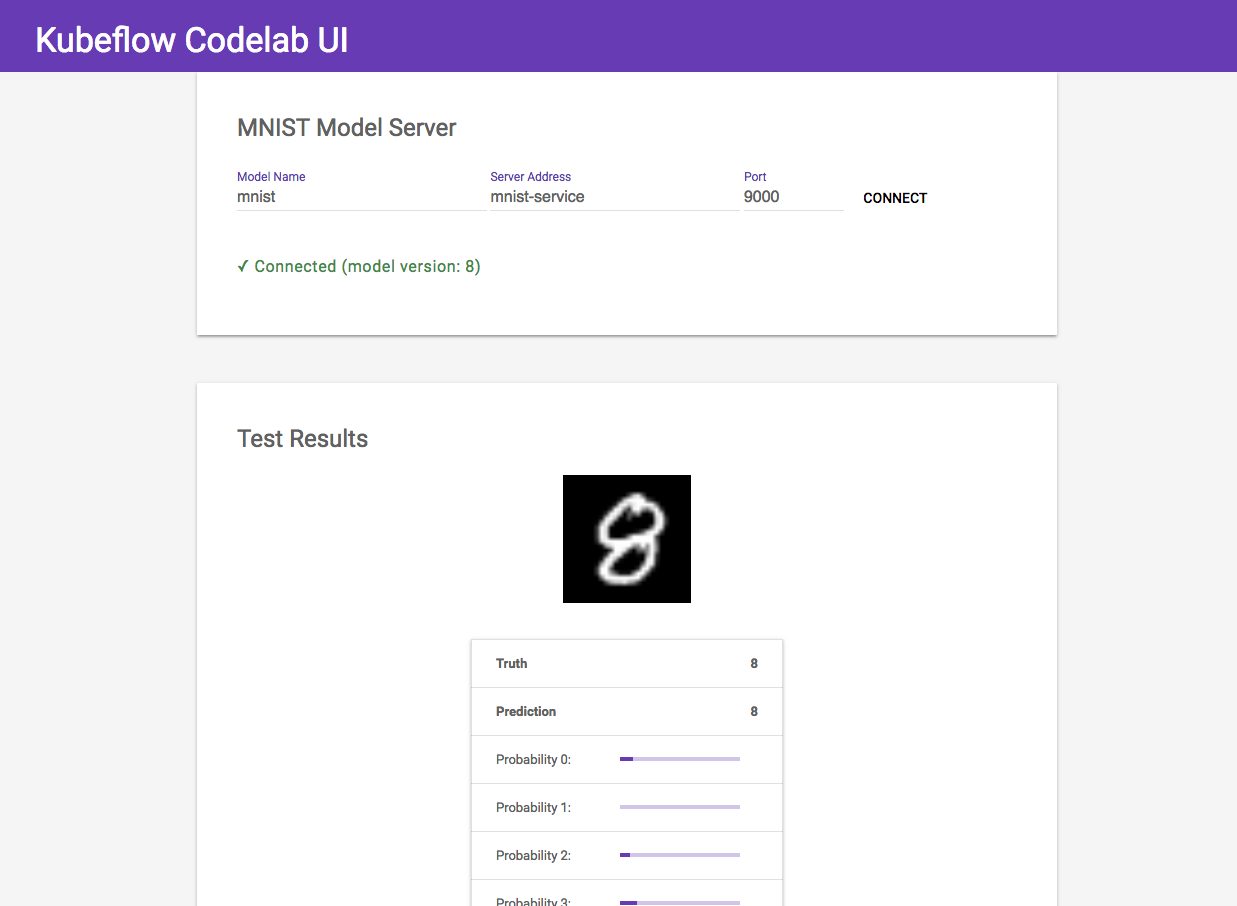 Kubeflow Codelab UI
MNIST Model Server
Model Name Server Address Port
mnist mnist-service 9000 CONNECT
✓ Connected (model version: 8)
Test Results
8
Truth 8
Prediction 8
Probability 0:
Probability 1:
Probability 2:
Probability 3: